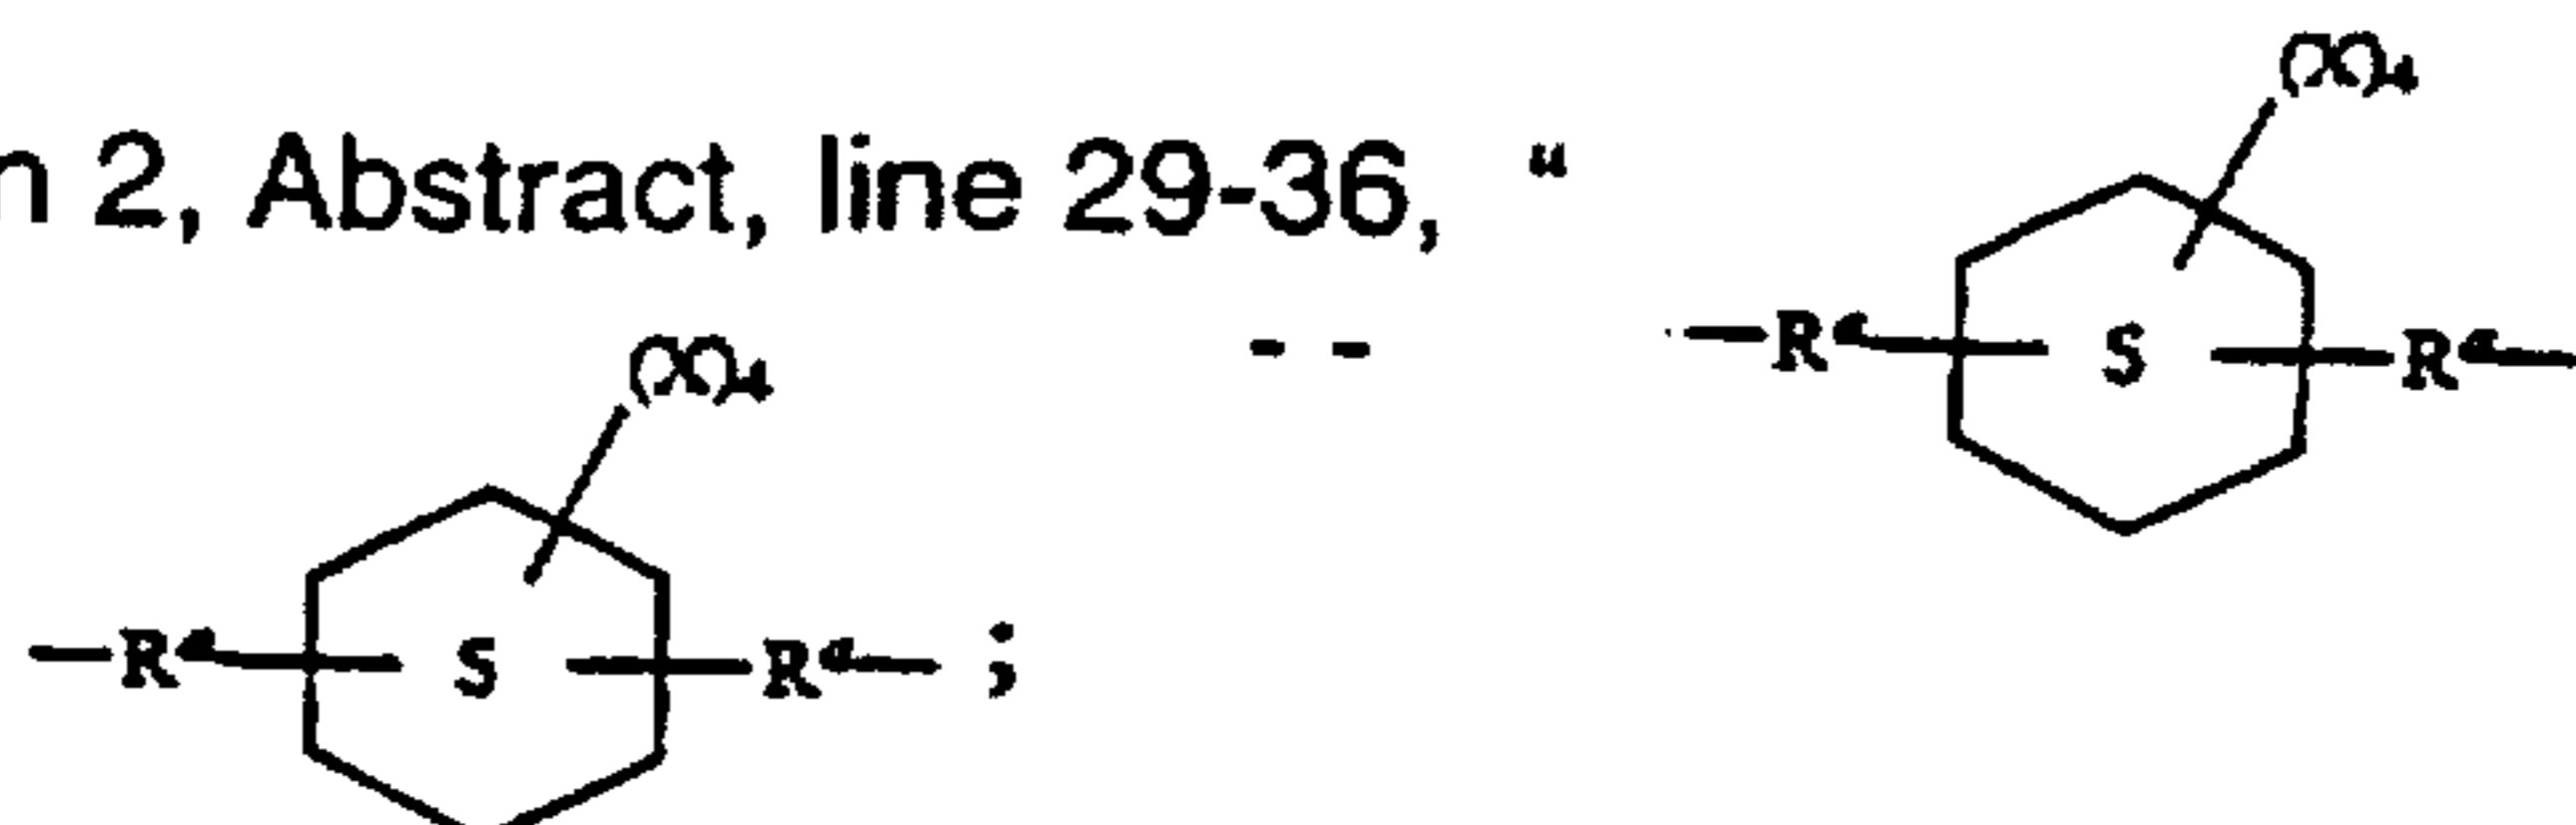 n 2, Abstract, line 29-36, “
(X)4
—R S R—
--
(X)4
—R S R— ;